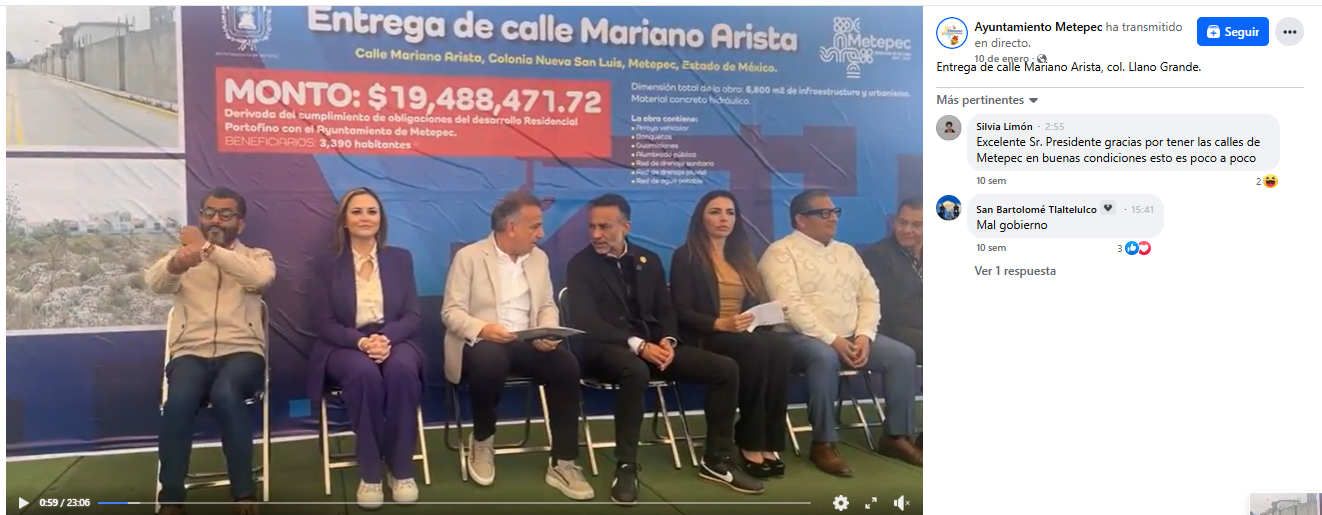 Entrega de calle Mariano Arista
Calle Mariano Arista, Colonia Nueva San Luis, Metepec, Estado de México.
Metepec
MONTO: $19,488,471.72
Derivada del cumplimiento de obligaciones del desarrollo Residencial
Portofino con el Ayuntamiento de Metepec.
BENEFICIARIOS: 3,390 habitantes
Dimensión total de la obra: 6,800 m2 de infraestructura y urbanismo.
Material concreto hidráulico.
La obra contiene:
• Arroyo vehicular
• Banquetas
• Guarniciones
• Alumbrado público
• Red de drenaje sanitario
• Red de drenaje pluvial
• Red de agua potable
0:59 / 23:06
Ayuntamiento Metepec ha transmitido
en directo.
10 de enero ·
Seguir
Entrega de calle Mariano Arista, col. Llano Grande.
Más pertinentes
Silvia Limón · 2:55
Excelente Sr. Presidente gracias por tener las calles de
Metepec en buenas condiciones esto es poco a poco
10 sem
2
San Bartolomé Tlaltelulco · 15:41
Mal gobierno
10 sem
3
Ver 1 respuesta